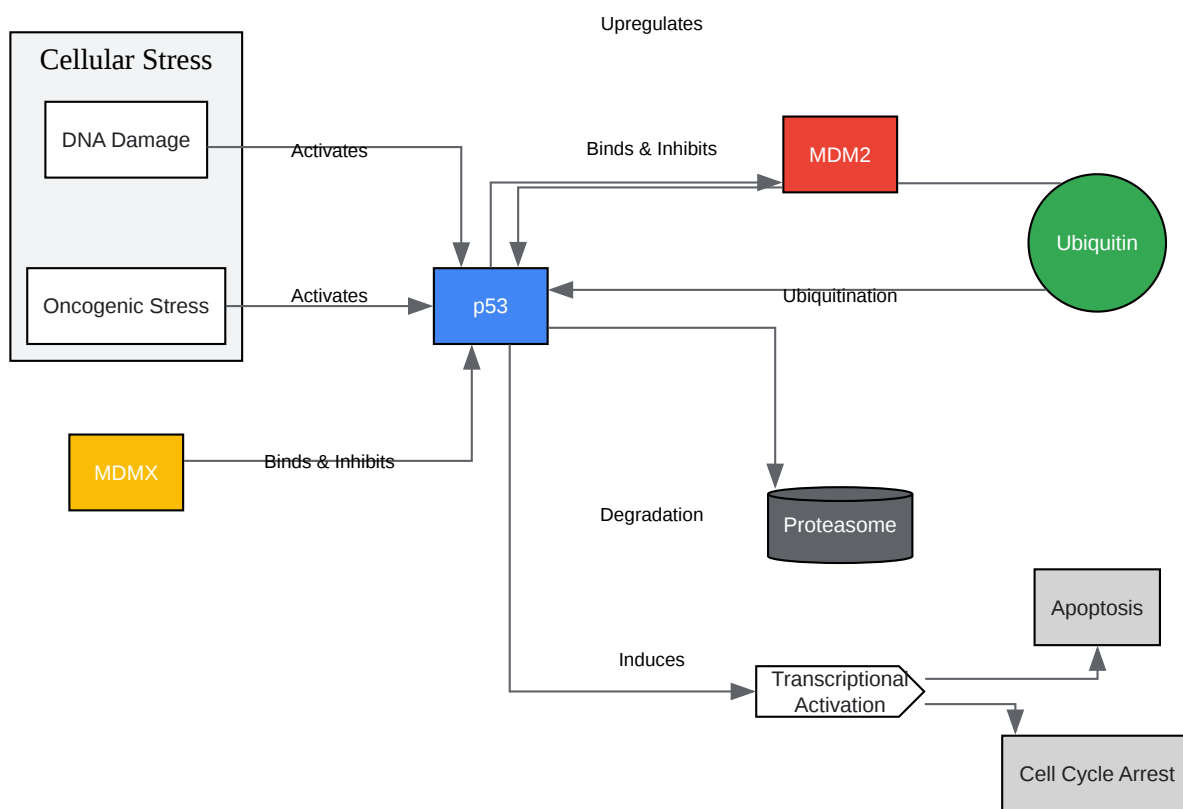 Upregulates
Cellular Stress
DNA Damage
Activates
Binds & Inhibits
MDM2
Ubiquitin
Oncogenic Stress
Activates
p53
Ubiquitination
MDMX
Binds & Inhibits
Degradation
Proteasome
Apoptosis
Induces
Transcriptional
Activation
Cell Cycle Arrest